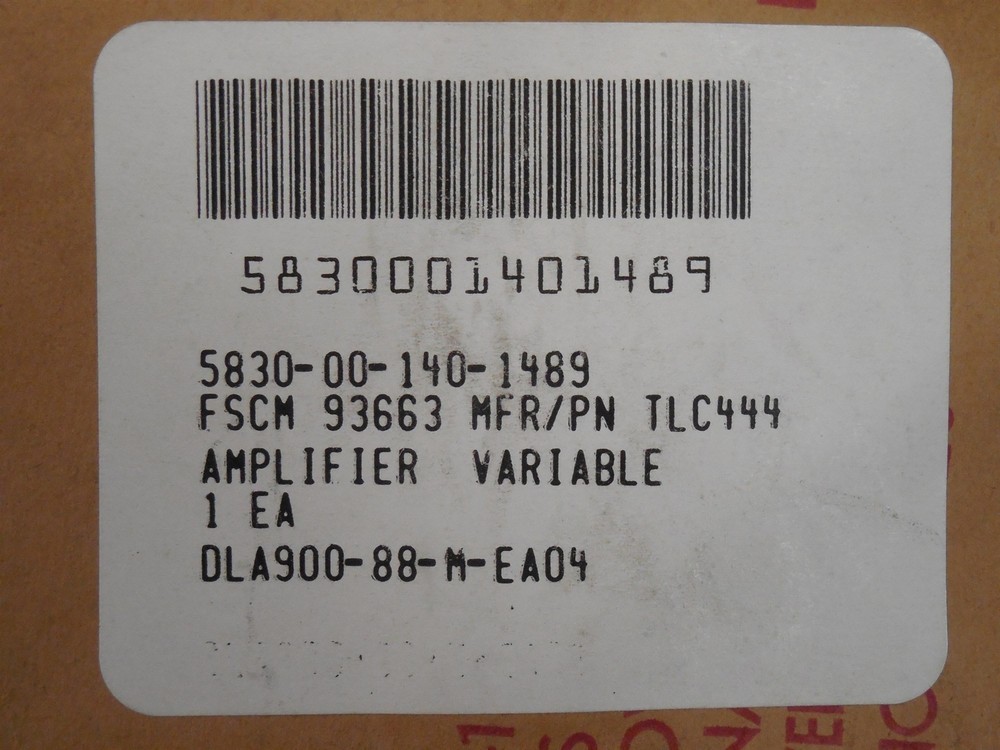 5830001401489
5830-00-140-1489
FSCM 93663 MFR/PN TLC444
AMPLIFIER VARIABLE
1 EA
DLA900-88-M-EA04